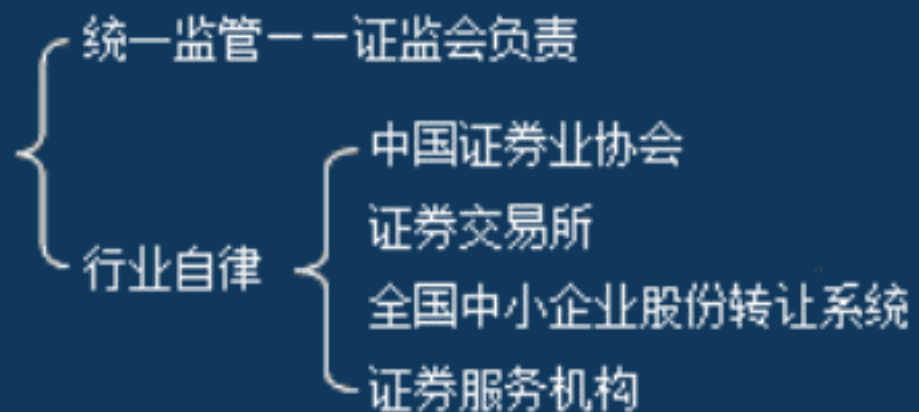 统一监管——证监会负责
中国证券业协会
证券交易所
行业自律
全国中小企业股份转让系统
证券服务机构